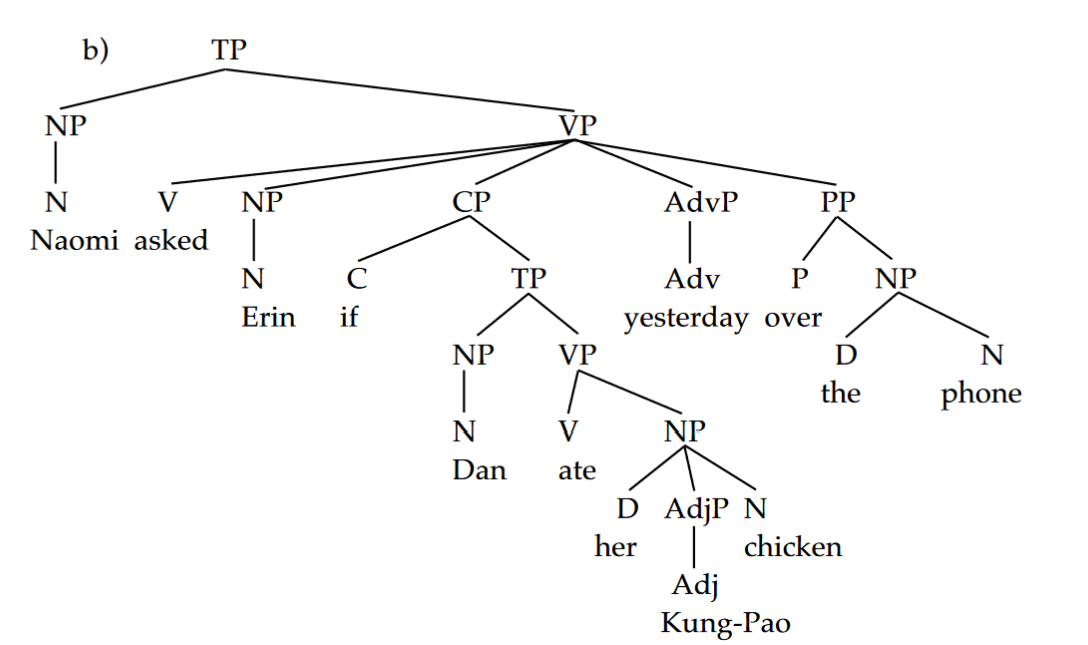 b) TP
NP VP
N V NP CP AdvP PP
Naomi asked N C TP Adv P NP
Erin if NP VP yesterday over D N
N V NP the phone
Dan ate D AdjP N
her Adj chicken
Kung-Pao